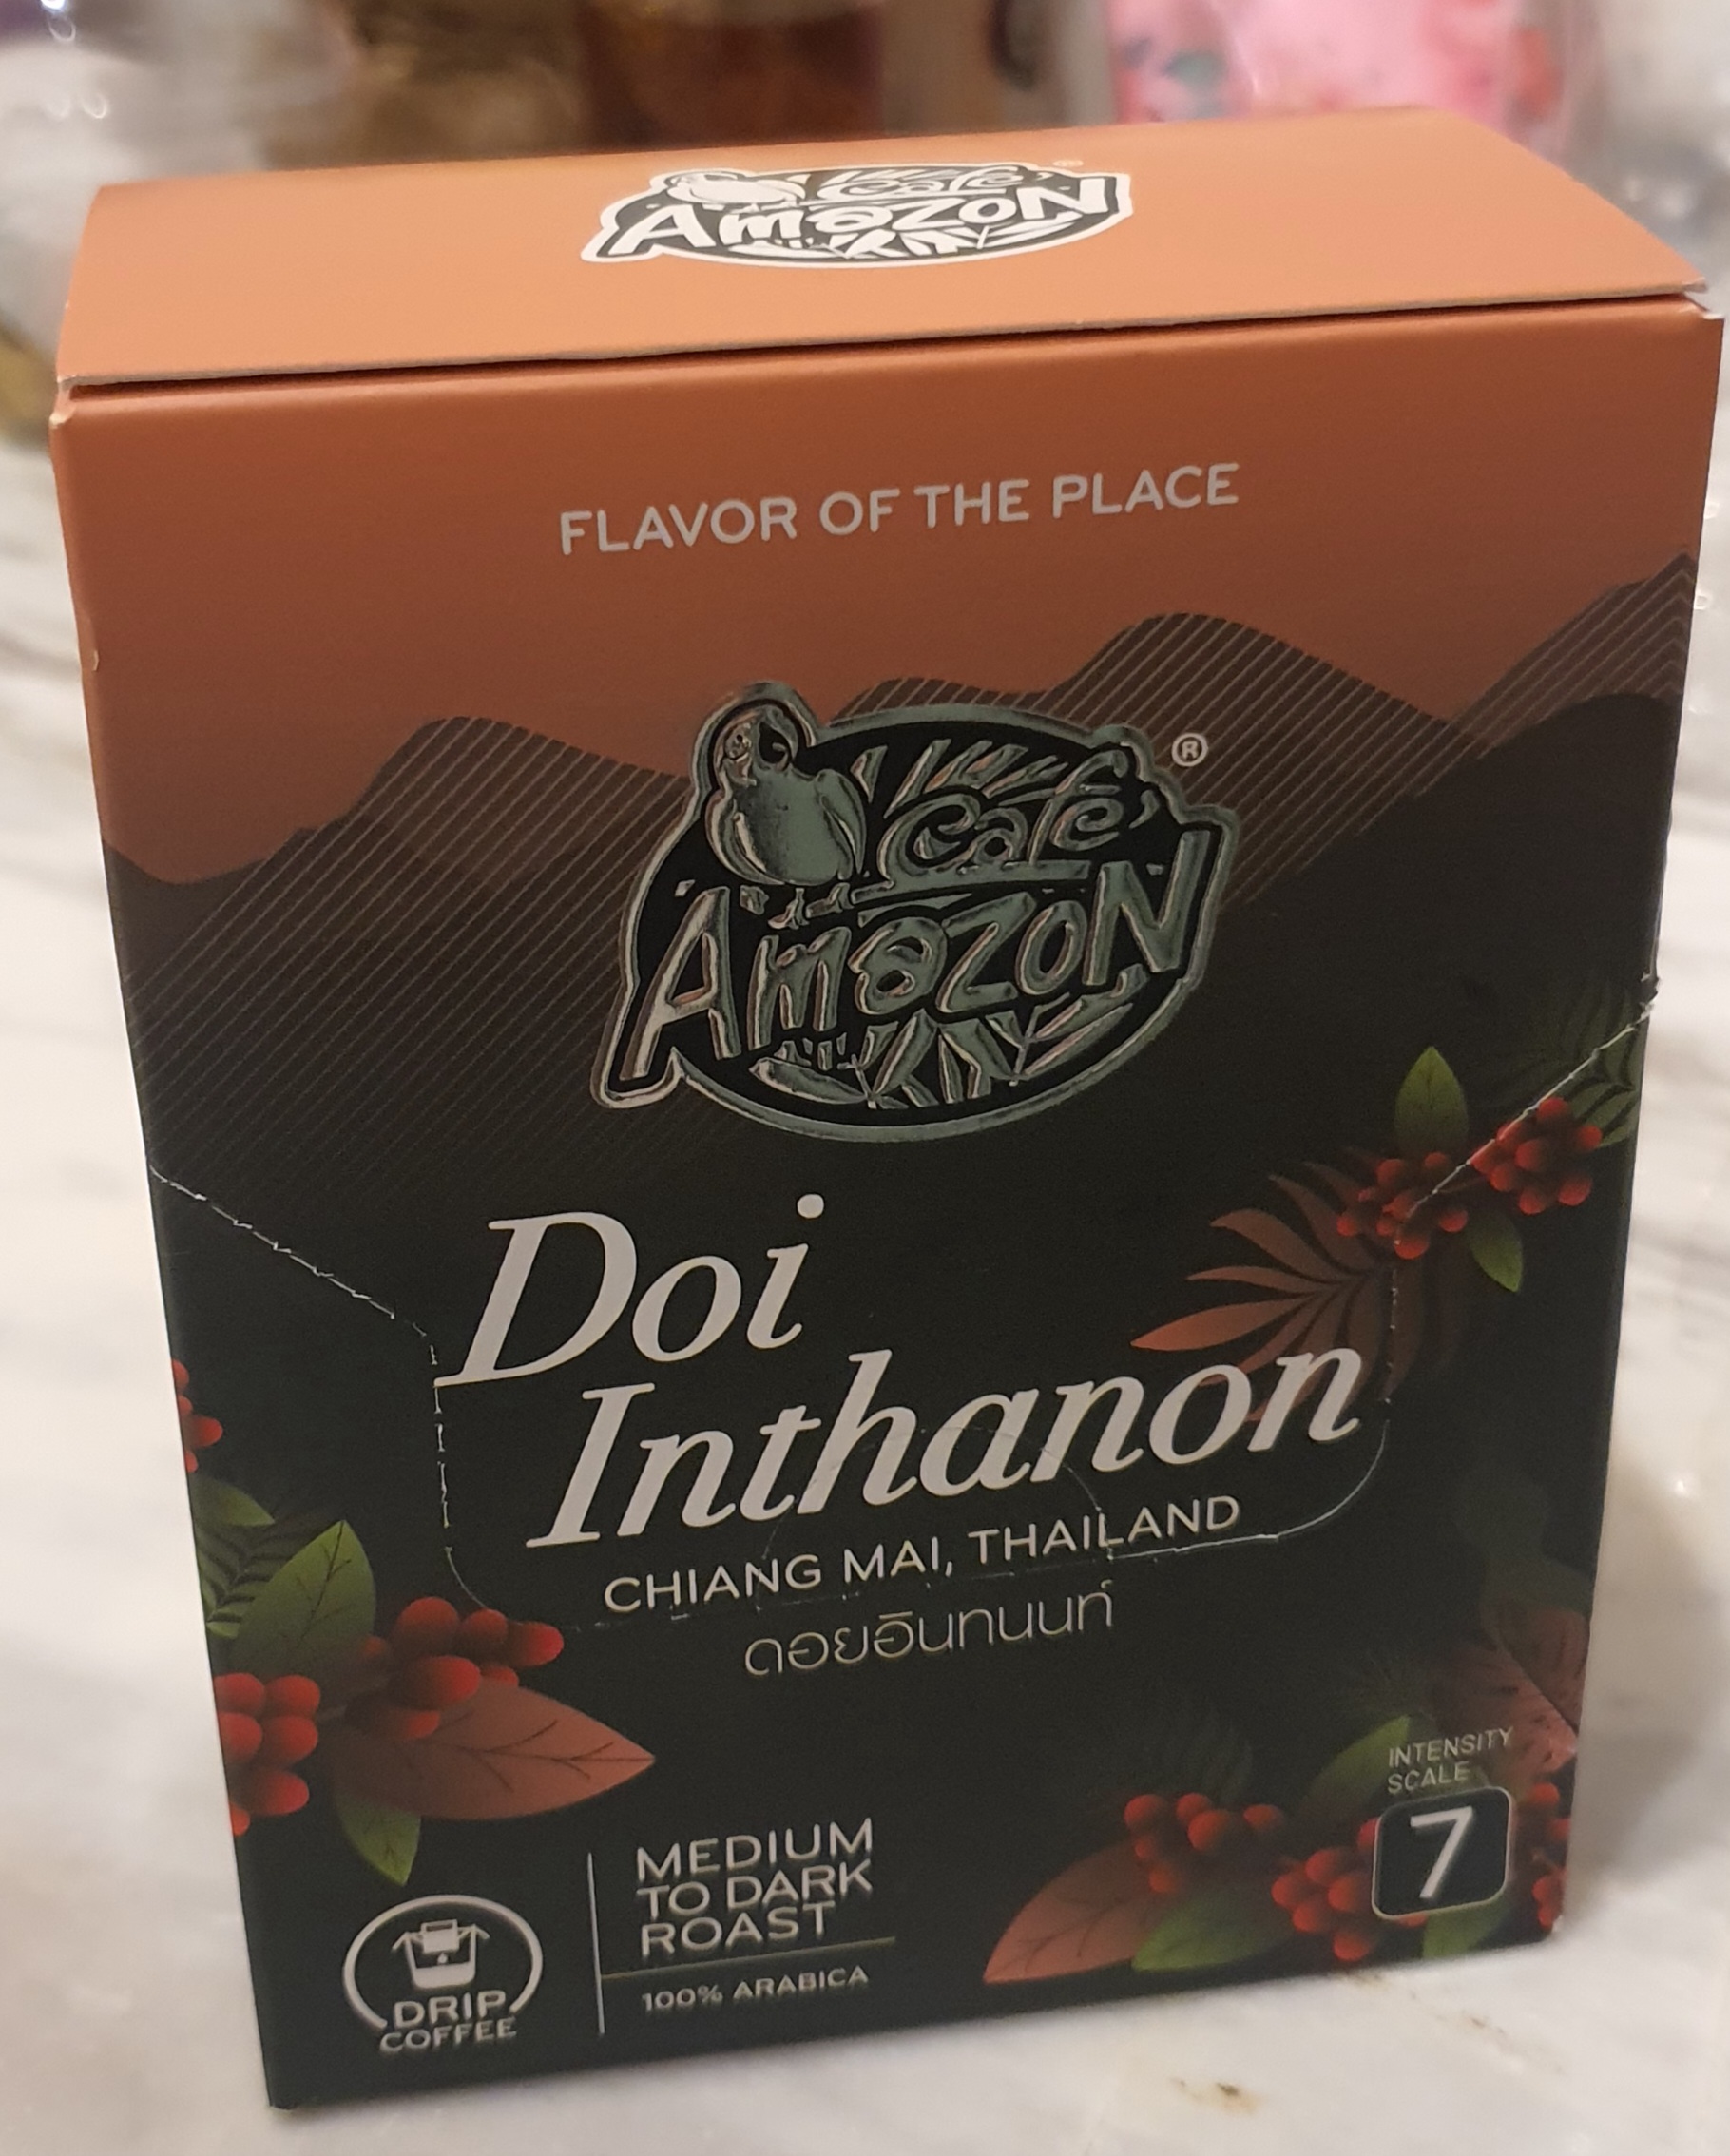 Café
Amazon
FLAVOR OF THE PLACE
Café
Amazon
®
Doi
Inthanon
CHIANG MAI, THAILAND
ดอยอินทนนท์
INTENSITY
SCALE
7
MEDIUM
TO DARK
ROAST
100% ARABICA
DRIP
COFFEE